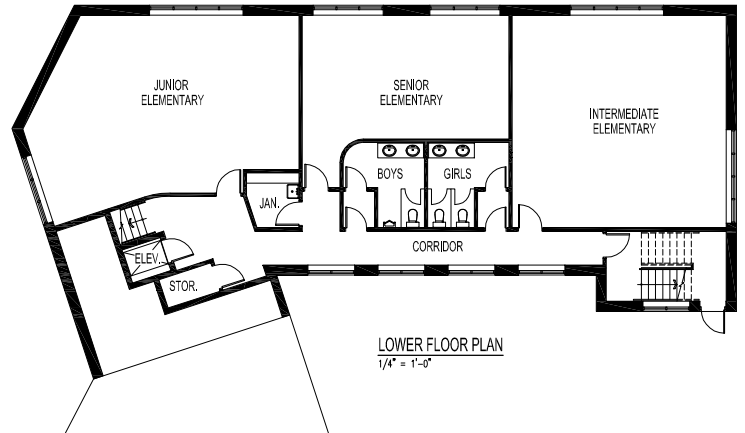 JUNIOR
ELEMENTARY
SENIOR
ELEMENTARY
INTERMEDIATE
ELEMENTARY
BOYS
GIRLS
JAN.
CORRIDOR
ELEV.
STOR.
LOWER FLOOR PLAN
1/4" = 1'-0"